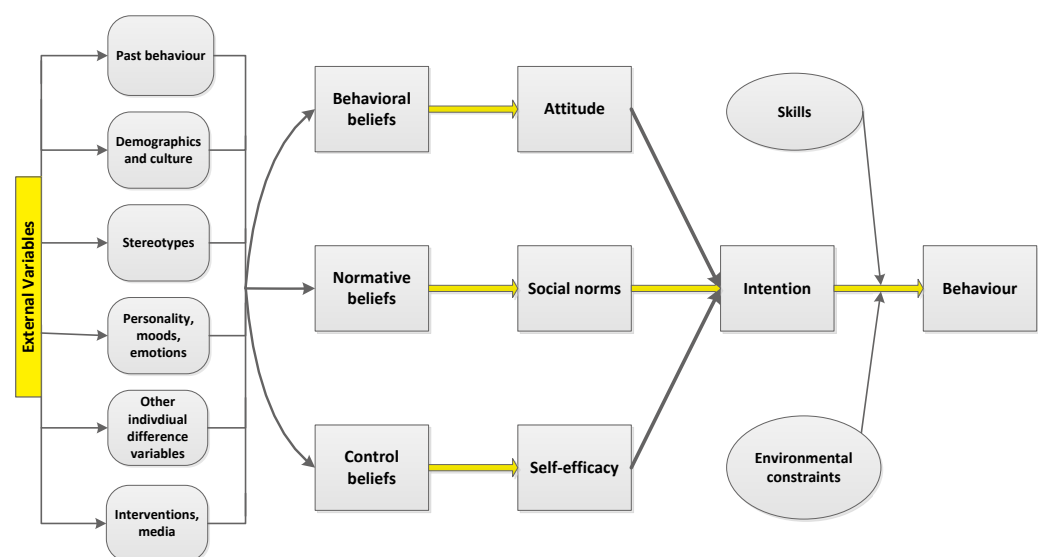 External Variables
Past behaviour
Demographics
and culture
Stereotypes
Personality,
moods,
emotions
Other
indivdiual
difference
variables
Interventions,
media
Behavioral
beliefs
Normative
beliefs
Control
beliefs
Attitude
Social norms
Self-efficacy
Intention
Skills
Environmental
constraints
Behaviour